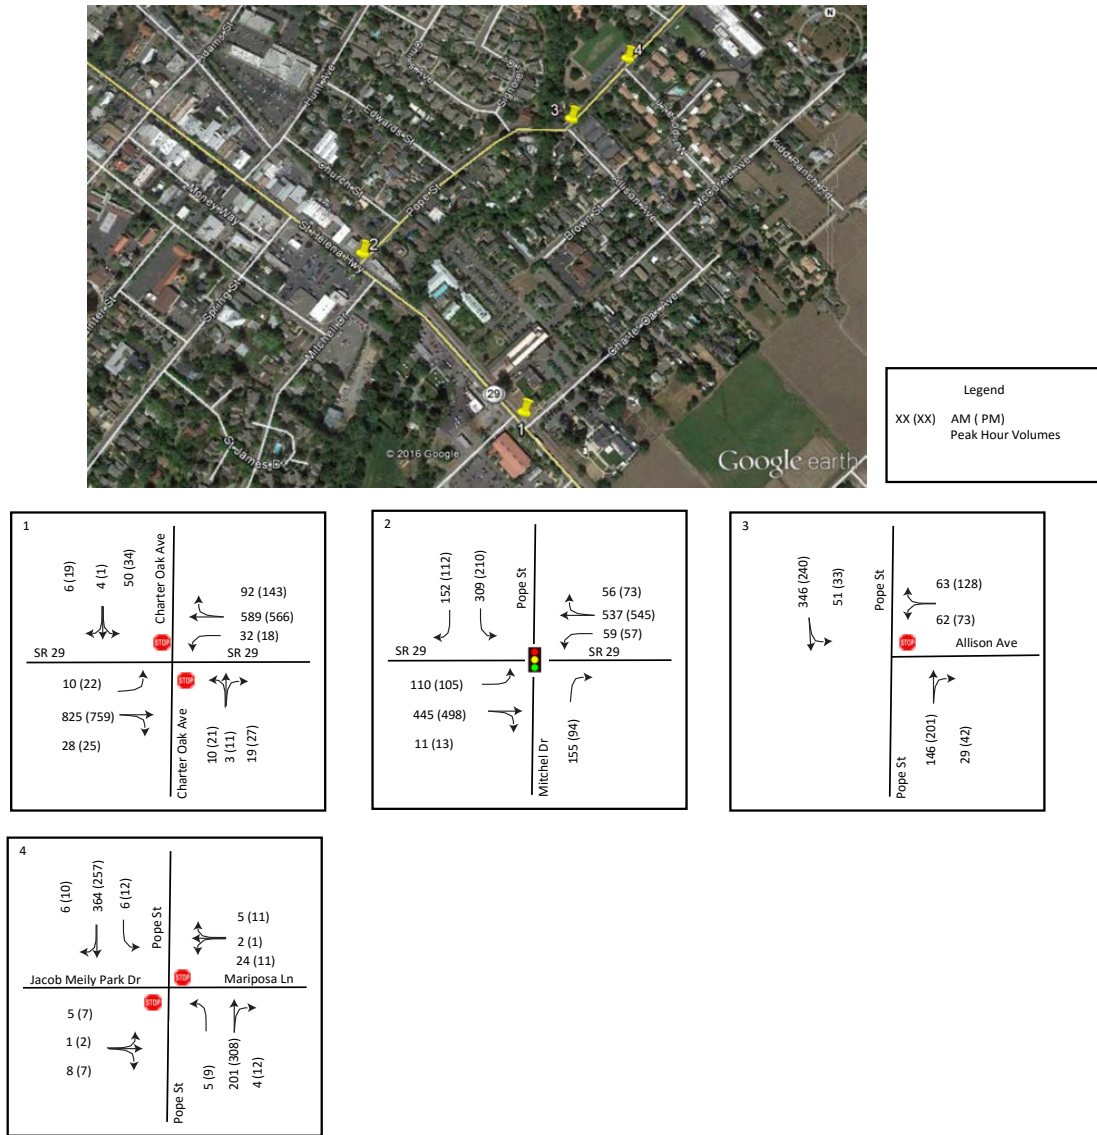 N
Adams St
Hunt Ave
Edwards St
Church St
Pope St
Money Way
St Helena Hwy
Spring St
Mitchell Dr
St James Dr
Allison Ave
Brown St
McCorkle Ave
Charter Oak Ave
1
2
3
4
29
© 2016 Google
Google earth
Legend
XX (XX) AM ( PM)
Peak Hour Volumes
1
6 (19)
4 (1)
50 (34)
Charter Oak Ave
92 (143)
589 (566)
32 (18)
STOP
SR 29
SR 29
STOP
10 (22)
825 (759)
28 (25)
Charter Oak Ave
10 (21)
3 (11)
19 (27)
2
152 (112)
309 (210)
Pope St
56 (73)
537 (545)
59 (57)
SR 29
SR 29
110 (105)
445 (498)
11 (13)
Mitchel Dr
155 (94)
3
346 (240)
51 (33)
Pope St
63 (128)
62 (73)
STOP
Allison Ave
Pope St
146 (201)
29 (42)
4
6 (10)
364 (257)
6 (12)
Pope St
5 (11)
2 (1)
24 (11)
Jacob Meily Park Dr
STOP
Mariposa Ln
STOP
5 (7)
1 (2)
8 (7)
Pope St
5 (9)
201 (308)
4 (12)